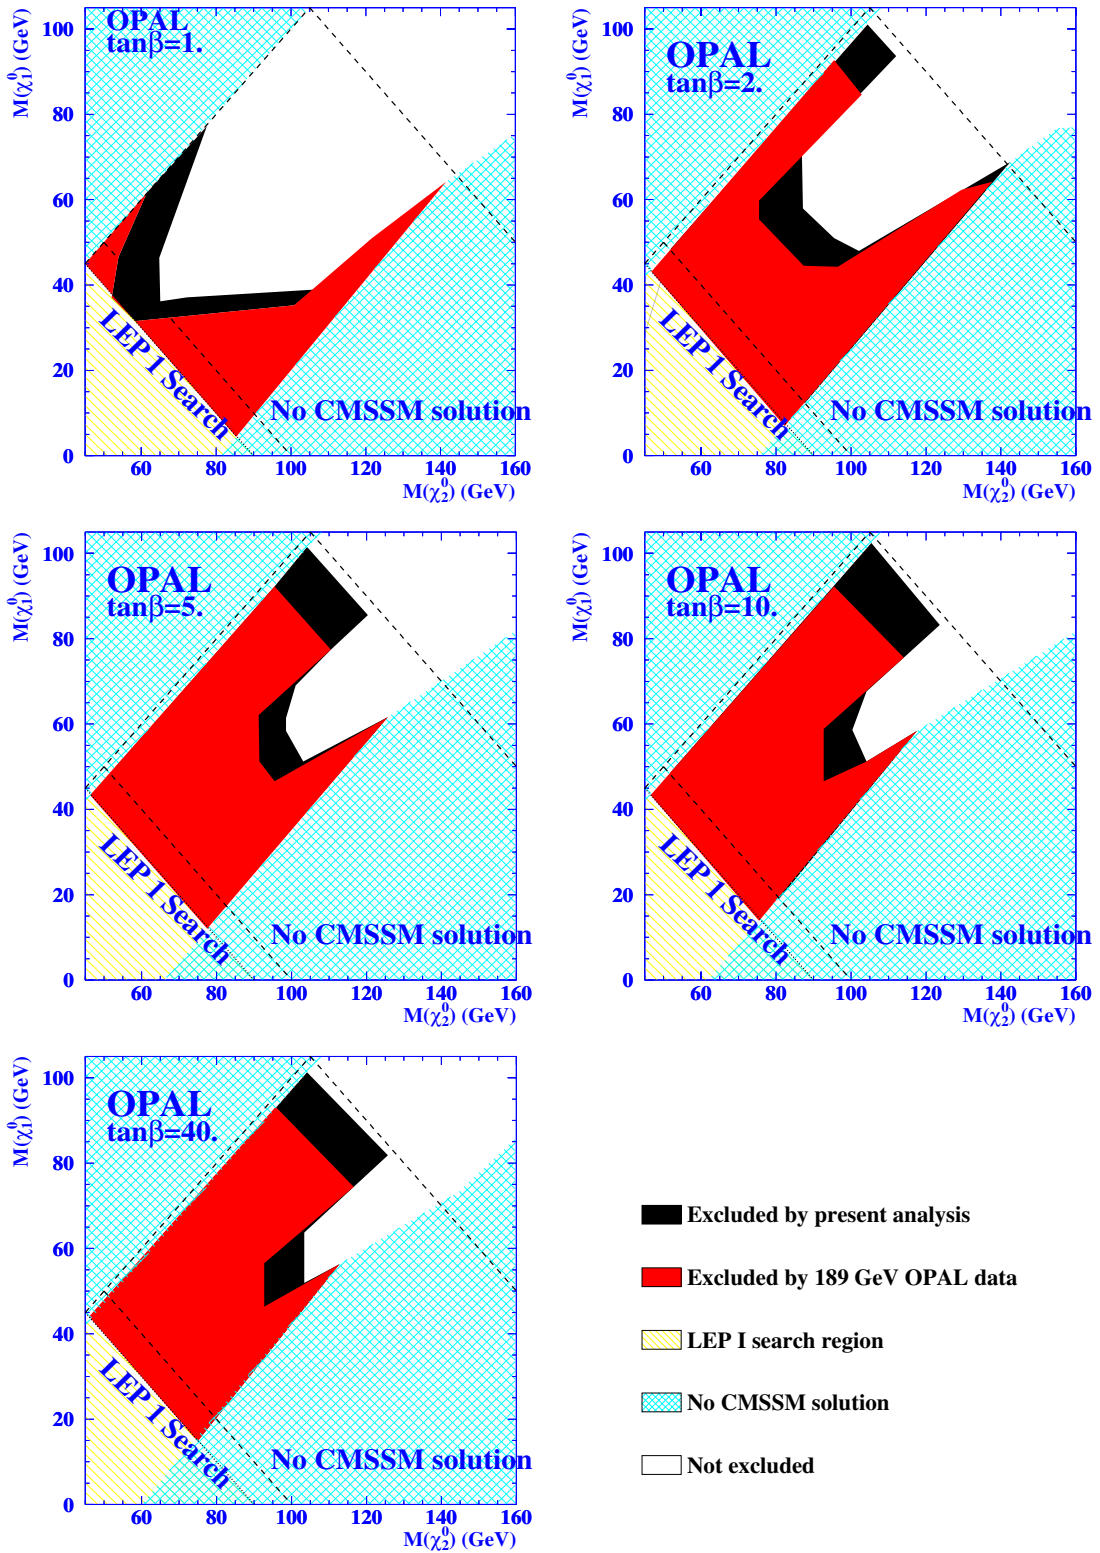 OPAL
tanβ=1.
M(χ₁⁰) (GeV)
100
80
60
40
20
0
LEP 1 Search
No CMSSM solution
60 80 100 120 140 160
M(χ₂⁰) (GeV)
OPAL
tanβ=2.
M(χ₁⁰) (GeV)
100
80
60
40
20
0
LEP 1 Search
No CMSSM solution
60 80 100 120 140 160
M(χ₂⁰) (GeV)
OPAL
tanβ=5.
M(χ₁⁰) (GeV)
100
80
60
40
20
0
LEP 1 Search
No CMSSM solution
60 80 100 120 140 160
M(χ₂⁰) (GeV)
OPAL
tanβ=10.
M(χ₁⁰) (GeV)
100
80
60
40
20
0
LEP 1 Search
No CMSSM solution
60 80 100 120 140 160
M(χ₂⁰) (GeV)
OPAL
tanβ=40.
M(χ₁⁰) (GeV)
100
80
60
40
20
0
LEP 1 Search
No CMSSM solution
60 80 100 120 140 160
M(χ₂⁰) (GeV)
Excluded by present analysis
Excluded by 189 GeV OPAL data
LEP I search region
No CMSSM solution
Not excluded